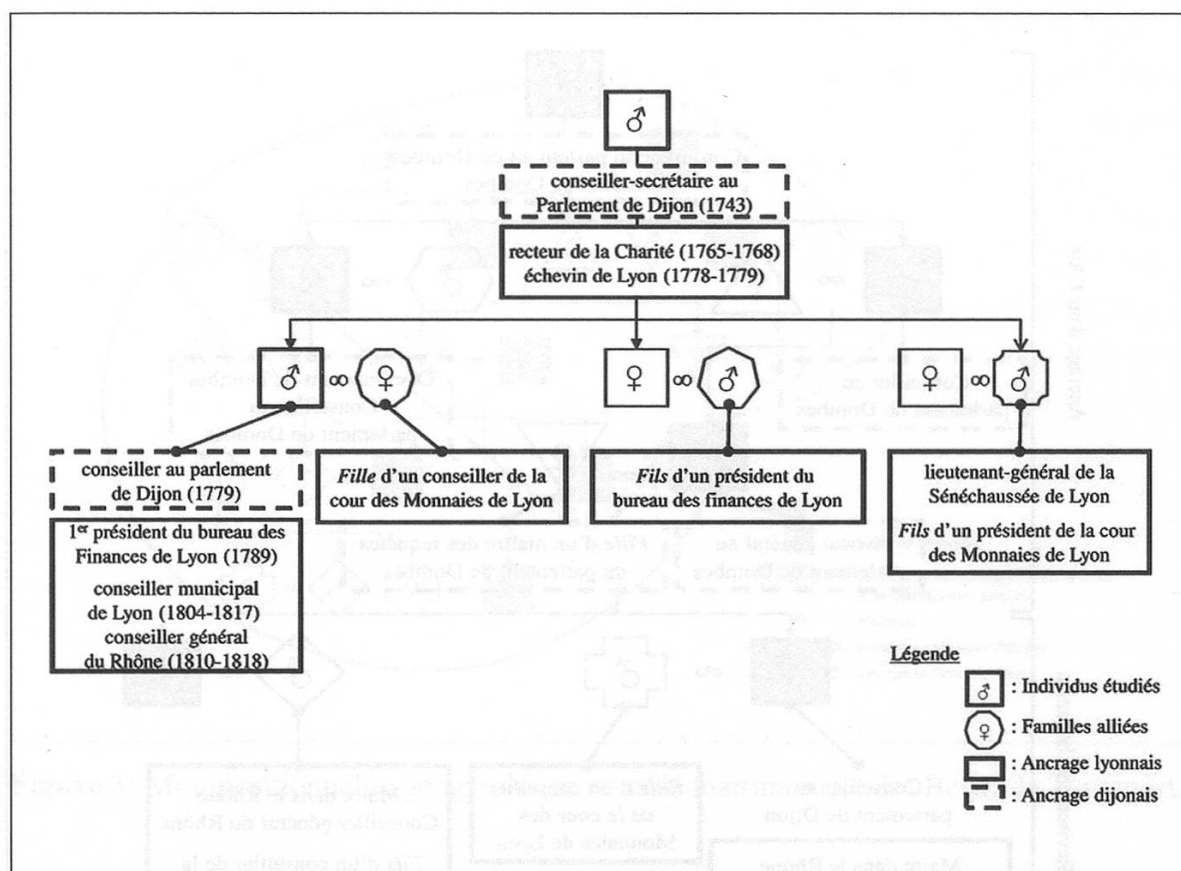 conseiller-secrétaire au
Parlement de Dijon (1743)
recteur de la Charité (1765-1768)
échevin de Lyon (1778-1779)
conseiller au parlement
de Dijon (1779)
1er président du bureau des
Finances de Lyon (1789)
conseiller municipal
de Lyon (1804-1817)
conseiller général
du Rhône (1810-1818)
Fille d'un conseiller de la
cour des Monnaies de Lyon
Fils d'un président du
bureau des finances de Lyon
lieutenant-général de la
Sénéchaussée de Lyon
Fils d'un président de la cour
des Monnaies de Lyon
Légende
: Individus étudiés
: Familles alliées
: Ancrage lyonnais
: Ancrage dijonais